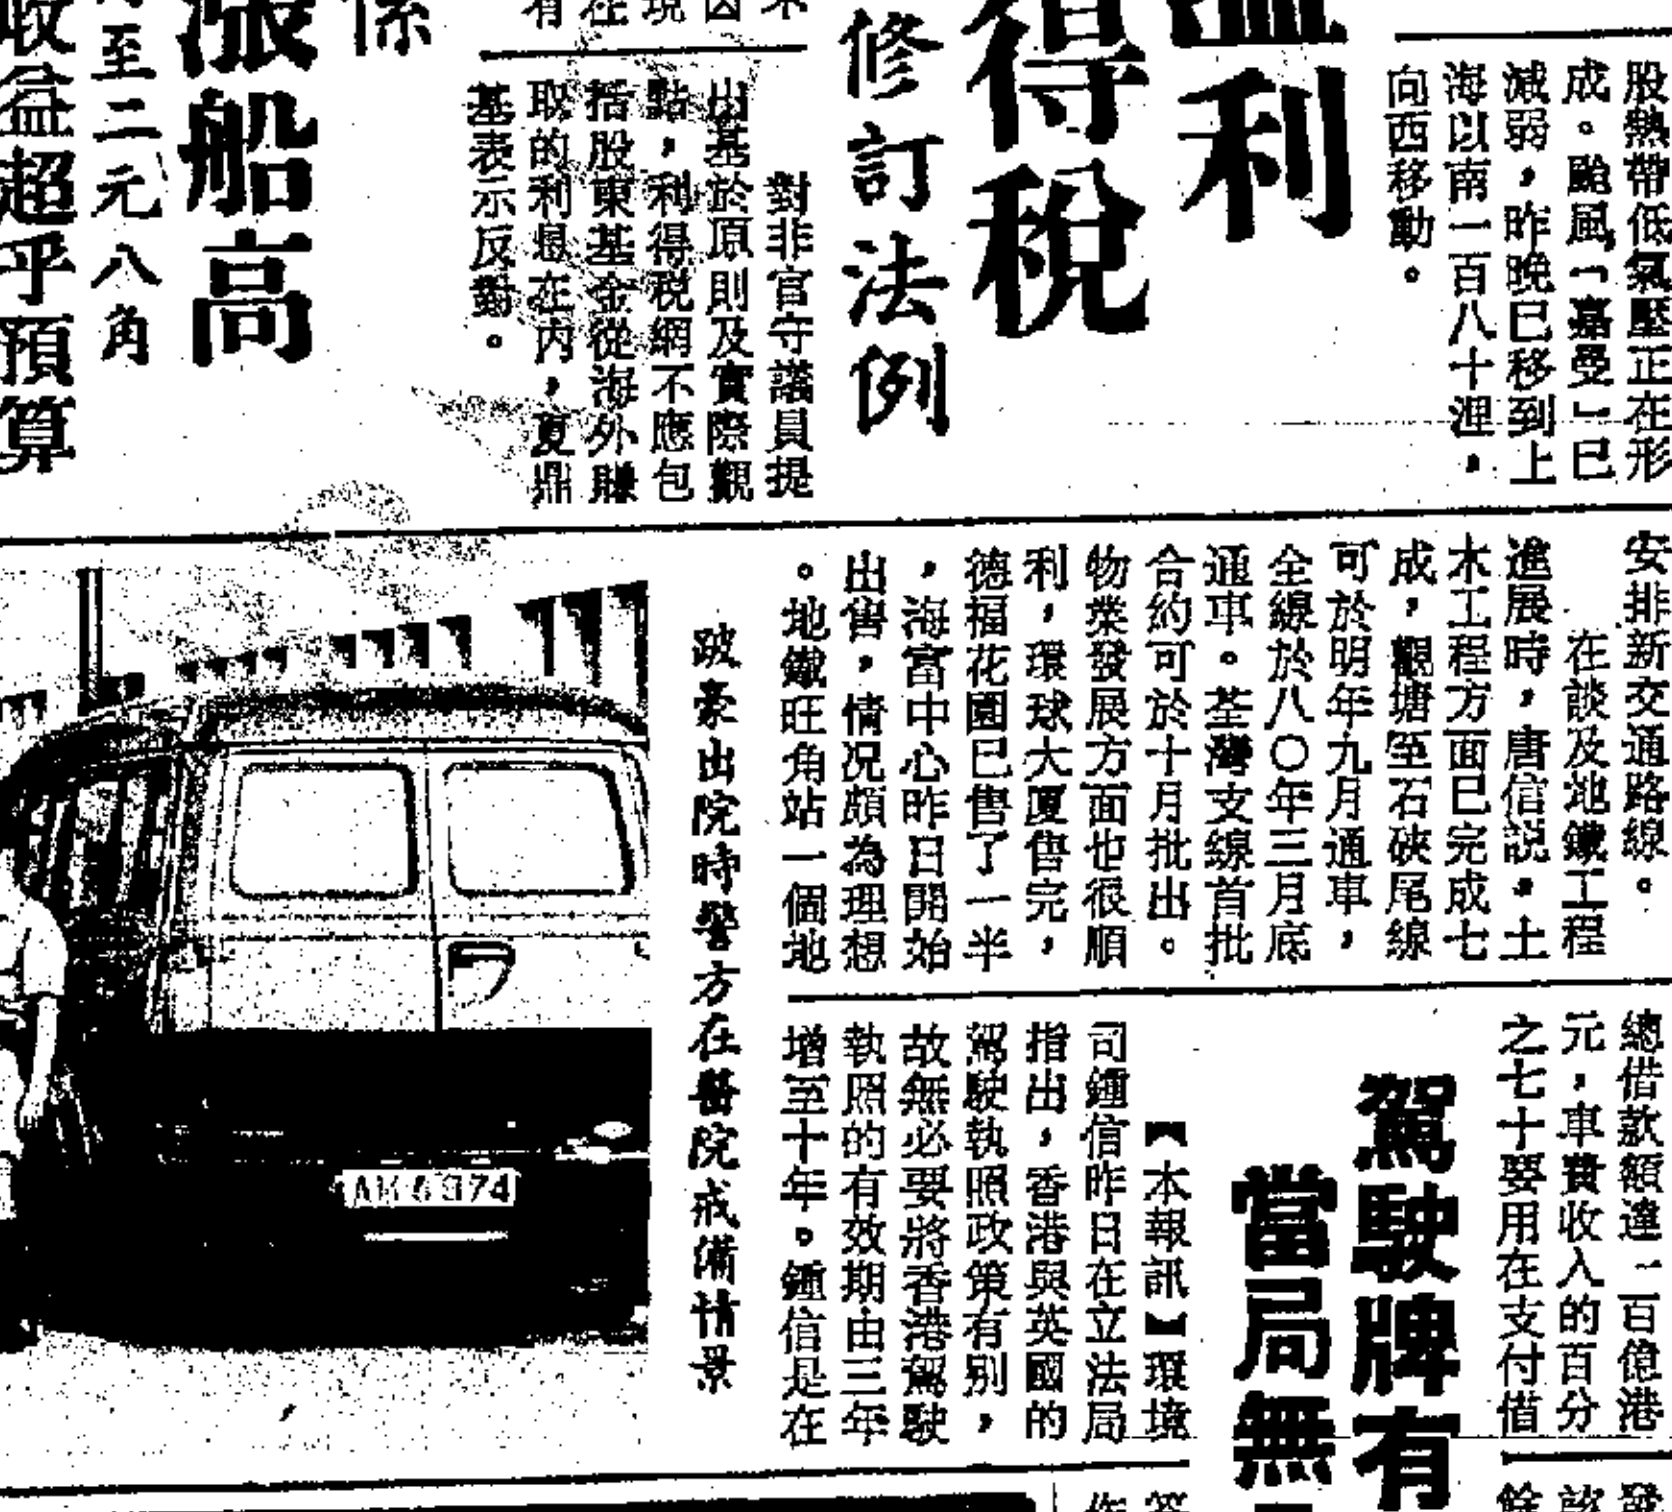 股熱帶低氣壓正在形
成。颱風「嘉曼」已
減弱，昨晚已移到上
海以南一百八十浬，
向西移動。
利
得稅
修訂法例
對非官守議員提
出基於原則及實際觀
點，利得税網不應包
括股東基金從海外賺
取的利息在内，夏鼎
基表示反對。
係
漲船高
至二元八角
收益超乎預算
安排新交通路線。
在談及地鐵工程
進展時，唐信説，土
木工程方面已完成七
成，觀塘至石硤尾線
可於明年九月通車，
全線於八〇年三月底
通車。荃灣支線首批
合約可於十月批出。
物業發展方面也很順
利，環球大厦售完，
德福花園已售了一半
，海富中心昨日開始
出售，情况頗為理想
。地鐵旺角站一個地
跛豪出院時警方在醫院戒備情景
總借款額達一百億港
元，車費收入的百分
之七十要用在支付借
駕駛牌有
當局無
【本報訊】環境
司鍾信昨日在立法局
指出，香港與英國的
駕駛執照政策有別，
故無必要將香港駕駛
執照的有效期由三年
增至十年。鍾信是在